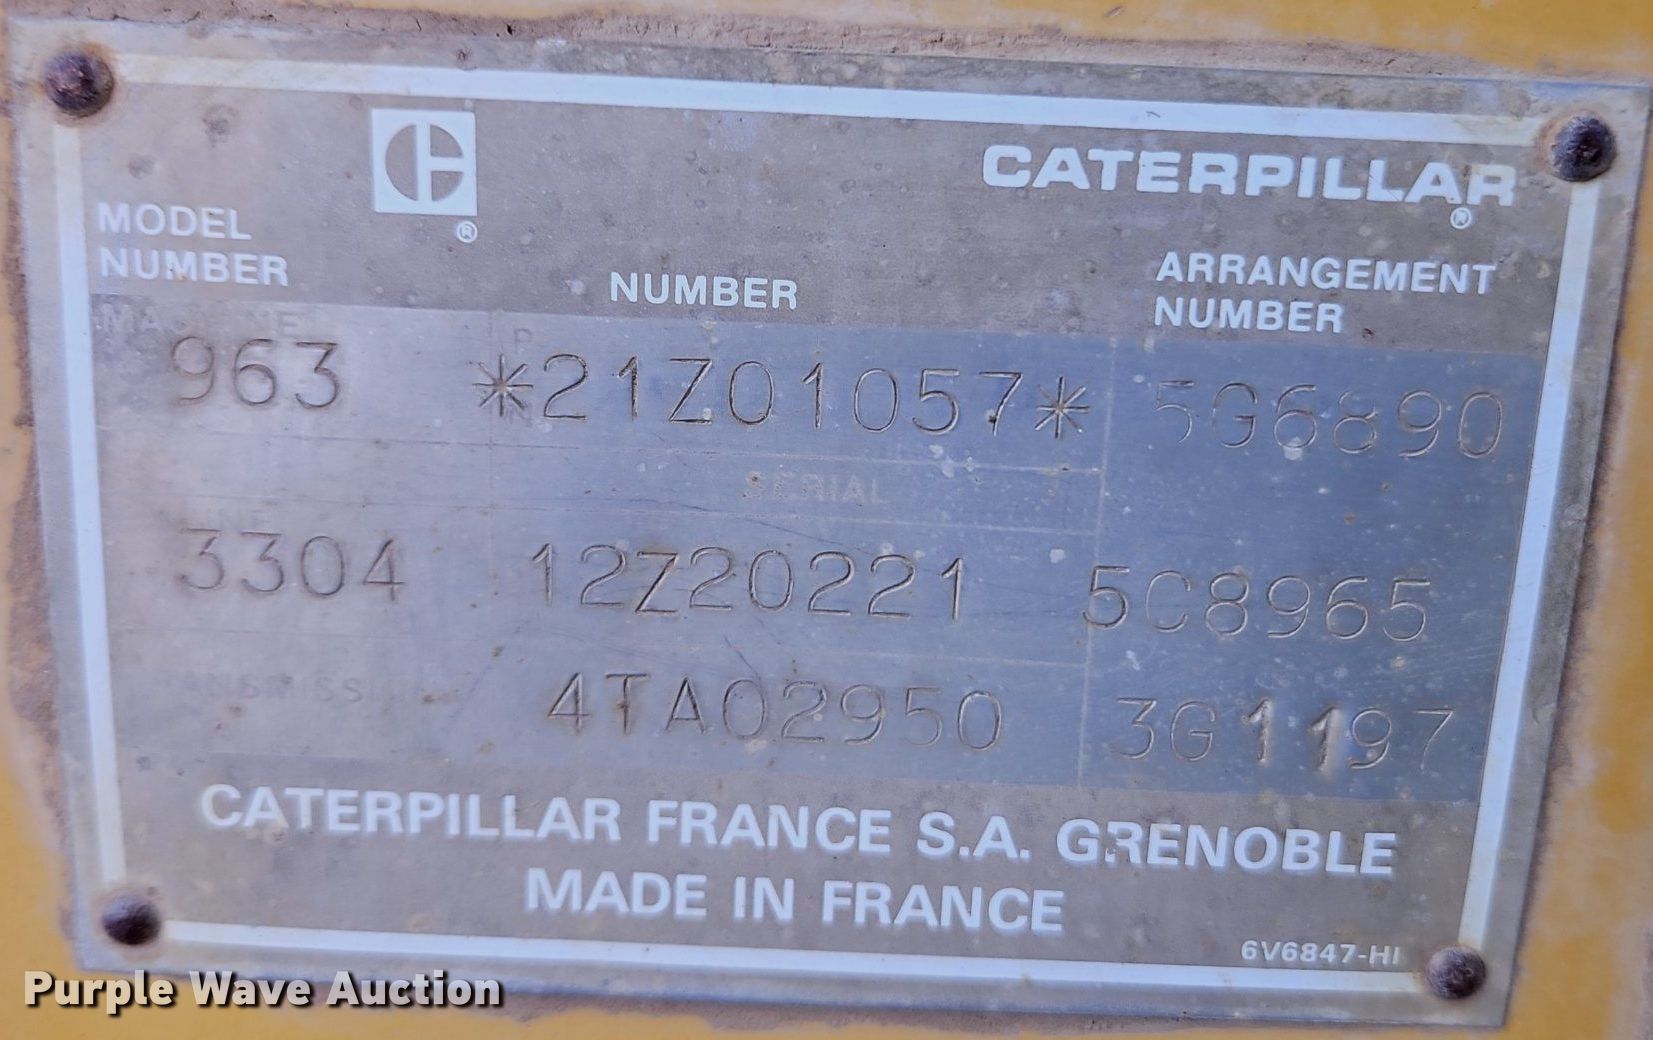 CATERPILLAR
®
®
MODEL
NUMBER
NUMBER
ARRANGEMENT
NUMBER
963 *21Z01057* 5G6890
SERIAL
3304 12Z20221 5C8965
4TA02950 3G1197
CATERPILLAR FRANCE S.A. GRENOBLE
MADE IN FRANCE
6V6847-HI
Purple Wave Auction